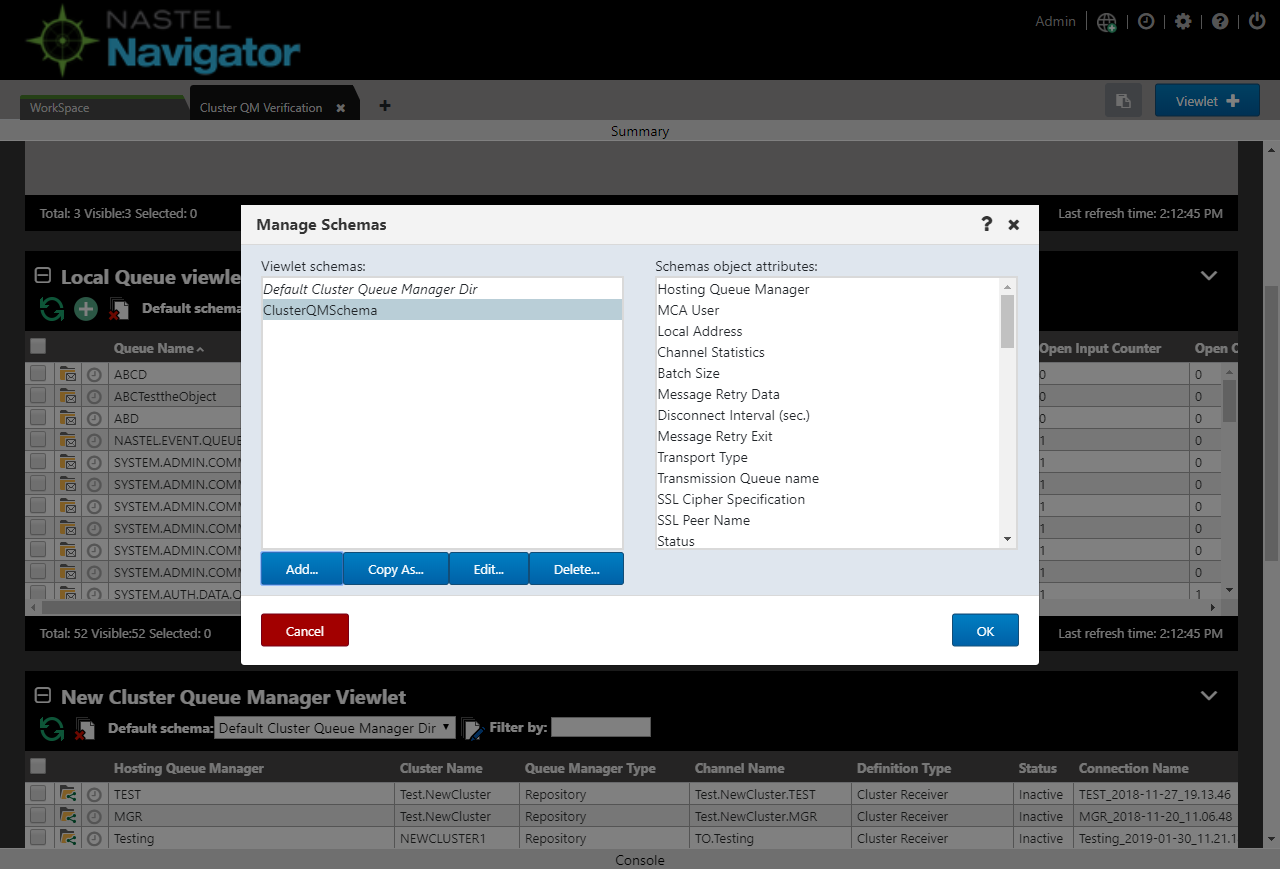 NASTEL
Navigator
Admin
WorkSpace
Cluster QM Verification
Viewlet
Summary
Total: 3 Visible:3 Selected: 0
Last refresh time: 2:12:45 PM
Manage Schemas
Viewlet schemas:
Default Cluster Queue Manager Dir
ClusterQMSchema
Schemas object attributes:
Hosting Queue Manager
MCA User
Local Address
Channel Statistics
Batch Size
Message Retry Data
Disconnect Interval (sec.)
Message Retry Exit
Transport Type
Transmission Queue name
SSL Cipher Specification
SSL Peer Name
Status
Add...
Copy As...
Edit...
Delete...
Cancel
OK
Local Queue viewle
Default schema
Queue Name Open Input Counter Open C
ABCD 0 0
ABCTesttheObject 0 0
ABD 0 0
NASTEL.EVENT.QUEUE 1 0
SYSTEM.ADMIN.COMM 1 0
SYSTEM.ADMIN.COMM 1 0
SYSTEM.ADMIN.COMM 1 0
SYSTEM.ADMIN.COMM 1 0
SYSTEM.ADMIN.COMM 1 0
SYSTEM.ADMIN.COMM 1 0
SYSTEM.AUTH.DATA.Q 1 1
Total: 52 Visible:52 Selected: 0
Last refresh time: 2:12:45 PM
New Cluster Queue Manager Viewlet
Default schema: Default Cluster Queue Manager Dir Filter by:
Hosting Queue Manager Cluster Name Queue Manager Type Channel Name Definition Type Status Connection Name
TEST Test.NewCluster Repository Test.NewCluster.TEST Cluster Receiver Inactive TEST_2018-11-27_19.13.46
MGR Test.NewCluster Repository Test.NewCluster.MGR Cluster Receiver Inactive MGR_2018-11-20_11.06.48
Testing NEWCLUSTER1 Repository TO.Testing Cluster Receiver Inactive Testing_2019-01-30_11.21.1
Console